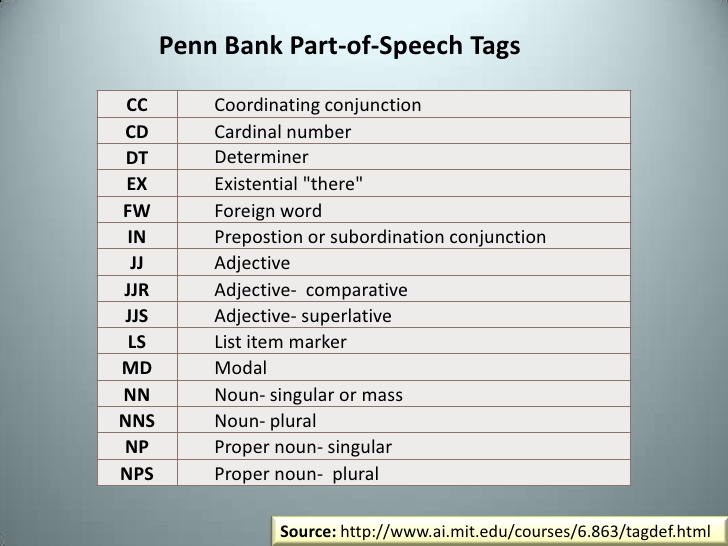 Penn Bank Part-of-Speech Tags
CC Coordinating conjunction
CD Cardinal number
DT Determiner
EX Existential "there"
FW Foreign word
IN Prepostion or subordination conjunction
JJ Adjective
JJR Adjective- comparative
JJS Adjective- superlative
LS List item marker
MD Modal
NN Noun- singular or mass
NNS Noun- plural
NP Proper noun- singular
NPS Proper noun- plural
Source: http://www.ai.mit.edu/courses/6.863/tagdef.html